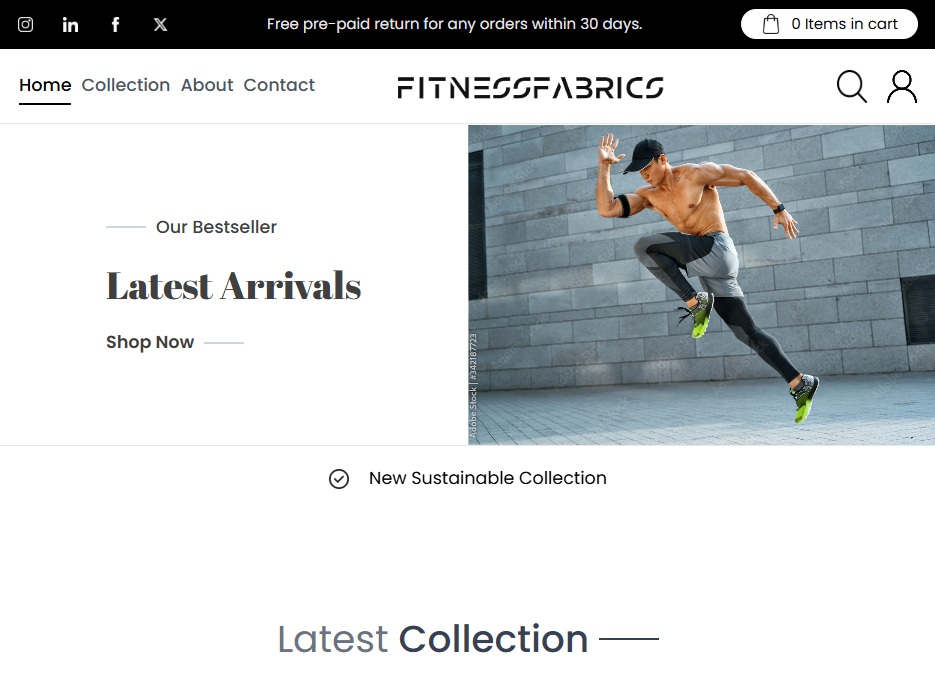 Free pre-paid return for any orders within 30 days.
0 Items in cart
Home Collection About Contact
FITNESSFABRICS
Our Bestseller
Latest Arrivals
Shop Now
Adobe Stock | #342187723
New Sustainable Collection
Latest Collection